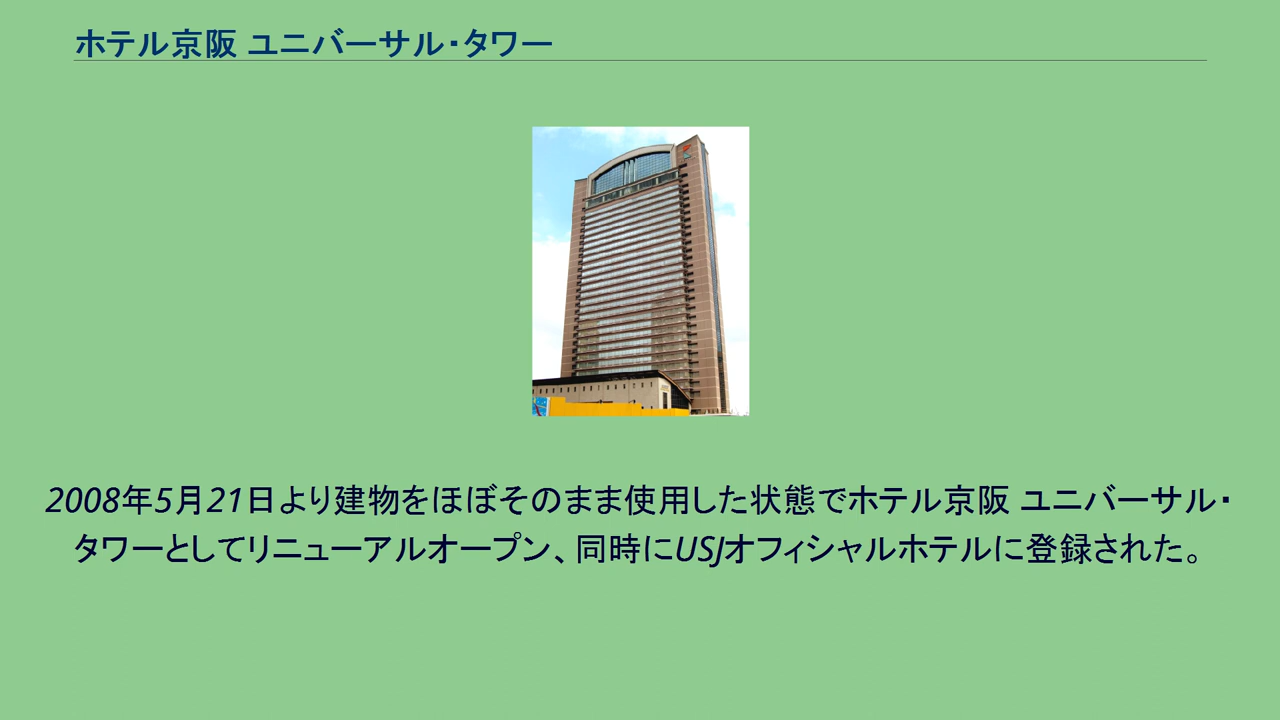 ホテル京阪 ユニバーサル・タワー
2008年5月21日より建物をほぼそのまま使用した状態でホテル京阪 ユニバーサル・
タワーとしてリニューアルオープン、同時にUSJオフィシャルホテルに登録された。